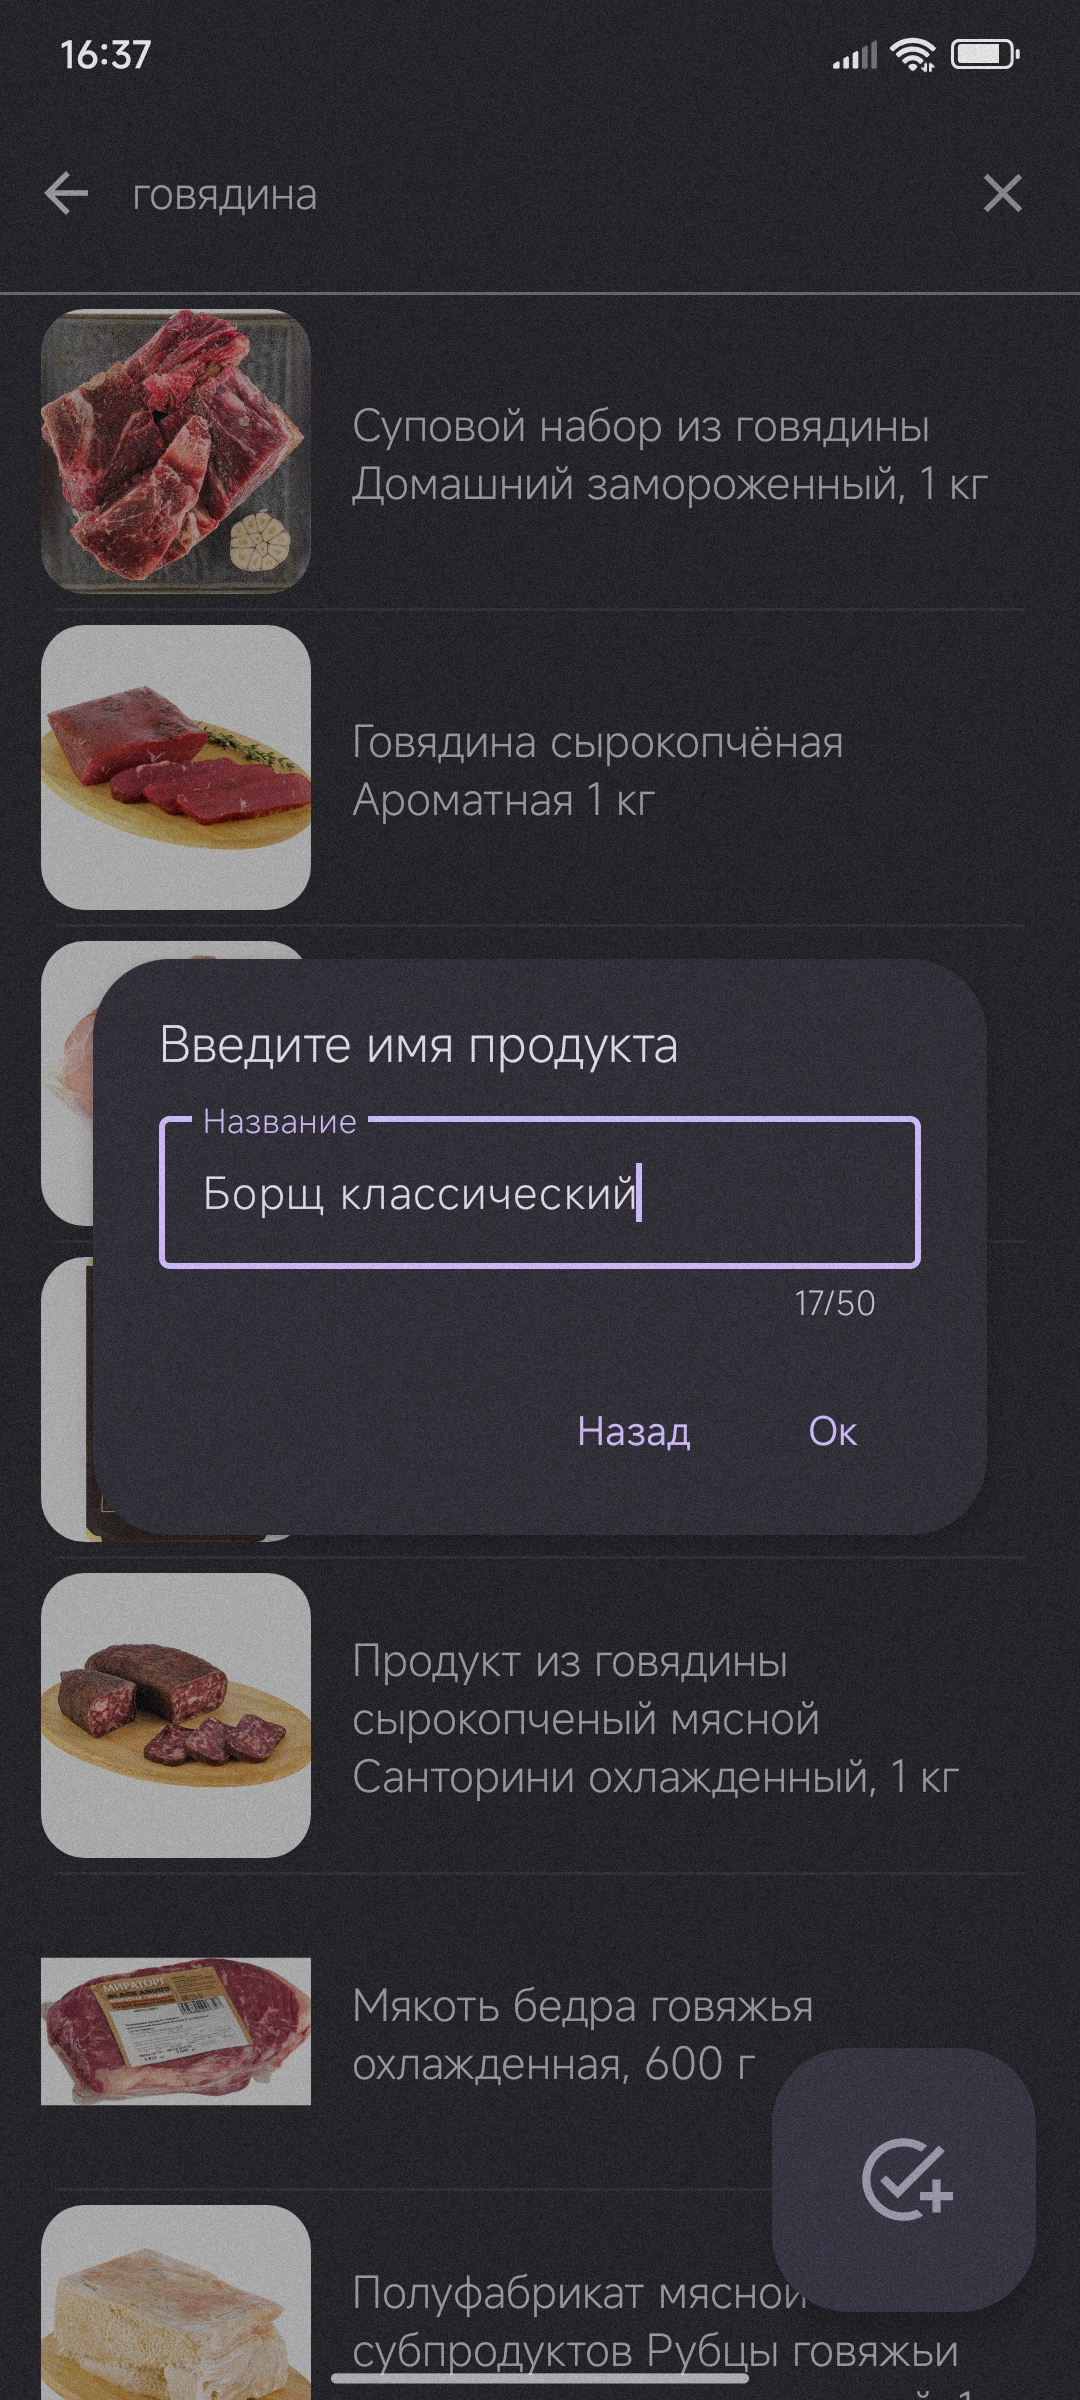 16:37
говядина
Суповой набор из говядины
Домашний замороженный, 1 кг
Говядина сырокопчёная
Ароматная 1 кг
Введите имя продукта
Название
Борщ классический
17/50
Назад
Ок
Продукт из говядины
сырокопченый мясной
Санторини охлажденный, 1 кг
МИРАТОРГ
Мякоть бедра говяжья
охлажденная, 600 г
Полуфабрикат мясной
субпродуктов Рубцы говяжьи